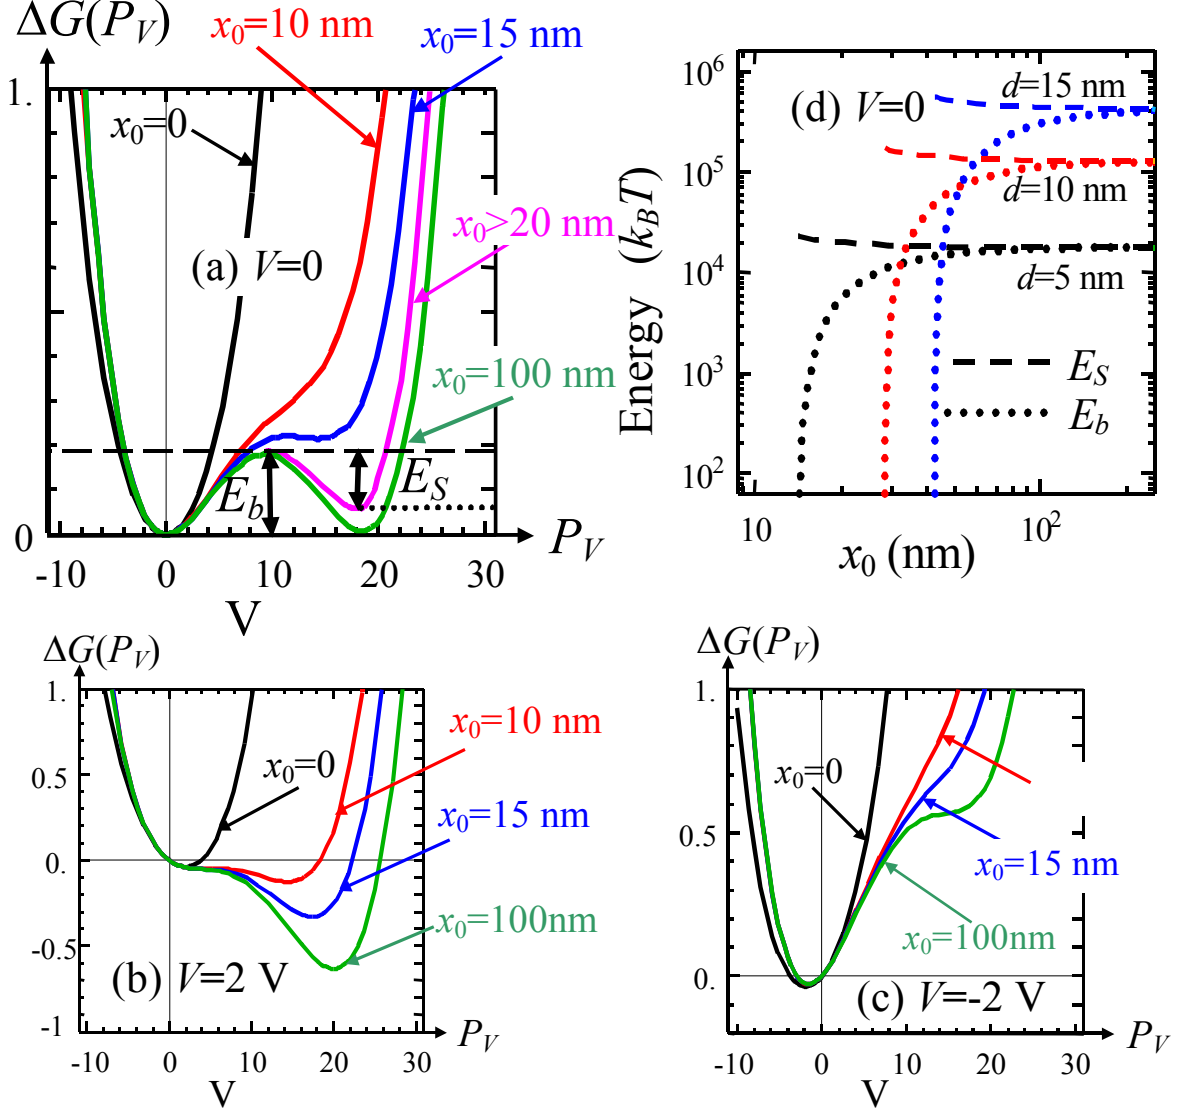 ΔG(P_V)
x₀=10 nm
x₀=15 nm
1.
x₀=0
(a) V=0
x₀>20 nm
x₀=100 nm
E_b
E_S
0
P_V
-10 0 10 20 30
V
(d) V=0
d=15 nm
d=10 nm
d=5 nm
E_S
E_b
Energy (k_BT)
10⁶
10⁵
10⁴
10³
10²
10 10²
x₀ (nm)
ΔG(P_V)
1.
0.5
0.
-0.5
-1
x₀=0
x₀=10 nm
x₀=15 nm
x₀=100nm
(b) V=2 V
P_V
-10 0 10 20 30
V
ΔG(P_V)
1.
0.5
0.
x₀=0
x₀=15 nm
x₀=100nm
(c) V=-2 V
P_V
-10 0 10 20 30
V